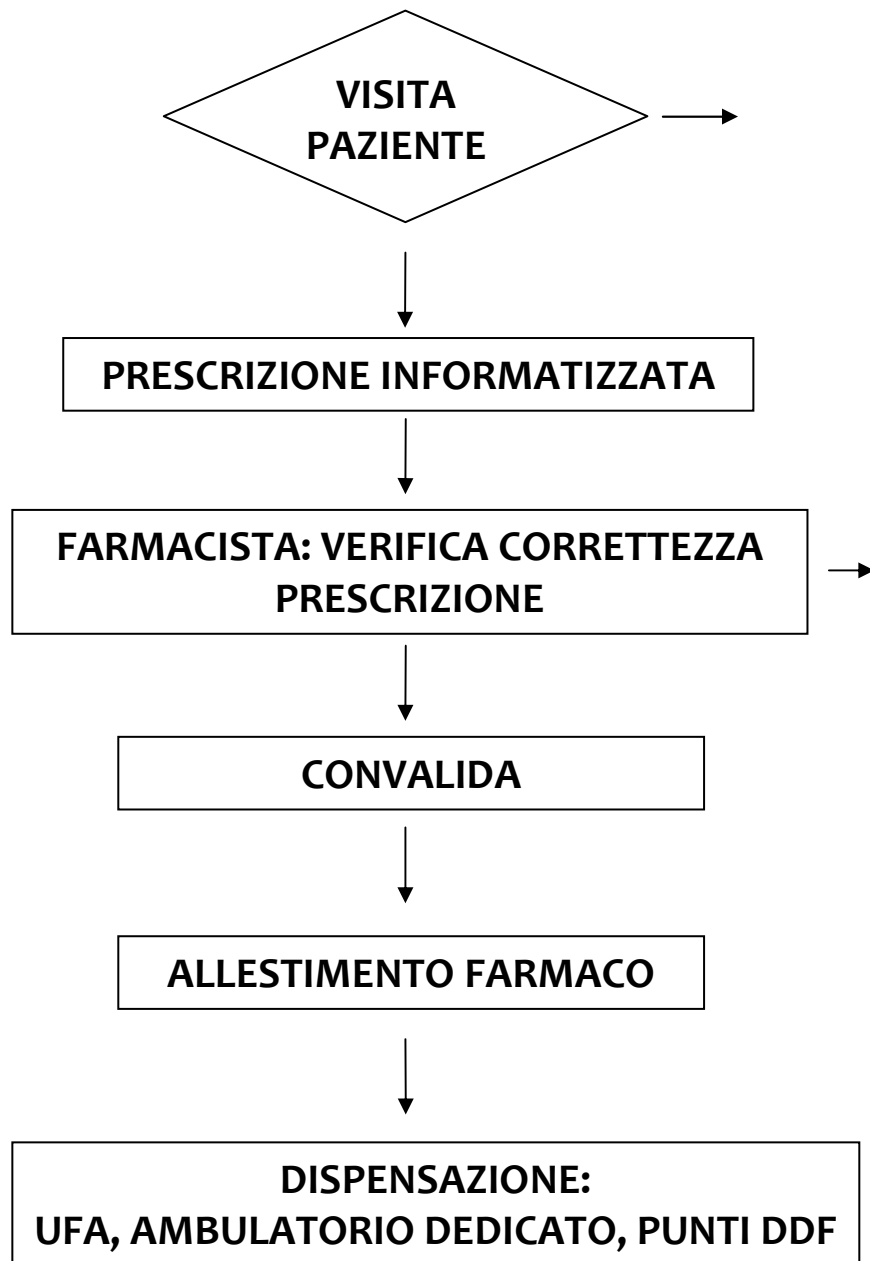 VISITA
PAZIENTE
PRESCRIZIONE INFORMATIZZATA
FARMACISTA: VERIFICA CORRETTEZZA
PRESCRIZIONE
CONVALIDA
ALLESTIMENTO FARMACO
DISPENSAZIONE:
UFA, AMBULATORIO DEDICATO, PUNTI DDF